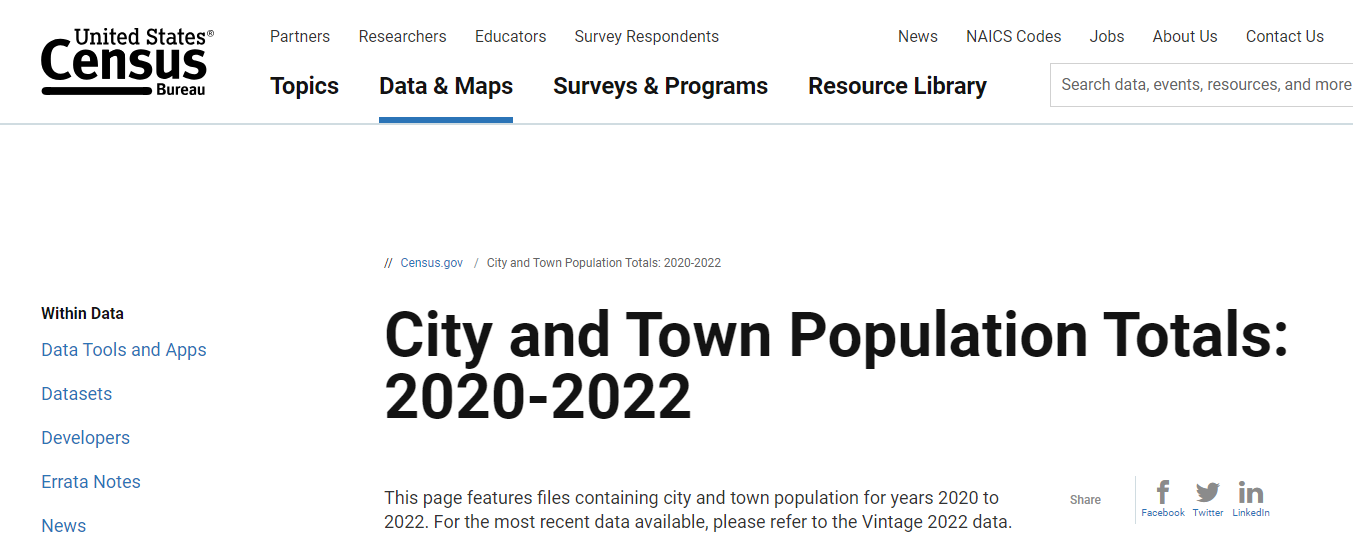 United States®
Census
Bureau
Partners Researchers Educators Survey Respondents News NAICS Codes Jobs About Us Contact Us
Topics Data & Maps Surveys & Programs Resource Library Search data, events, resources, and more
// Census.gov / City and Town Population Totals: 2020-2022
Within Data
Data Tools and Apps
Datasets
Developers
Errata Notes
News
City and Town Population Totals:
2020-2022
This page features files containing city and town population for years 2020 to
2022. For the most recent data available, please refer to the Vintage 2022 data.
Share
Facebook Twitter LinkedIn